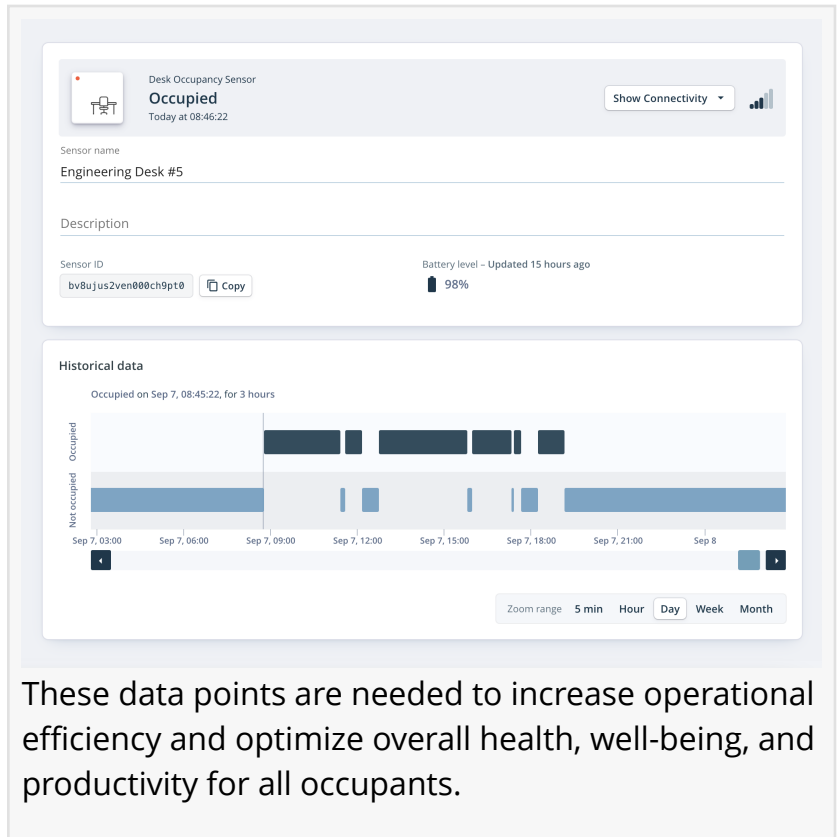 Desk Occupancy Sensor
Occupied
Today at 08:46:22
Show Connectivity
Sensor name
Engineering Desk #5
Description
Sensor ID
bv8ujus2ven000ch9pt0
Copy
Battery level – Updated 15 hours ago
98%
Historical data
Occupied on Sep 7, 08:45:22, for 3 hours
Occupied
Not occupied
Sep 7, 03:00 Sep 7, 06:00 Sep 7, 09:00 Sep 7, 12:00 Sep 7, 15:00 Sep 7, 18:00 Sep 7, 21:00 Sep 8
Zoom range 5 min Hour Day Week Month
These data points are needed to increase operational
efficiency and optimize overall health, well-being, and
productivity for all occupants.